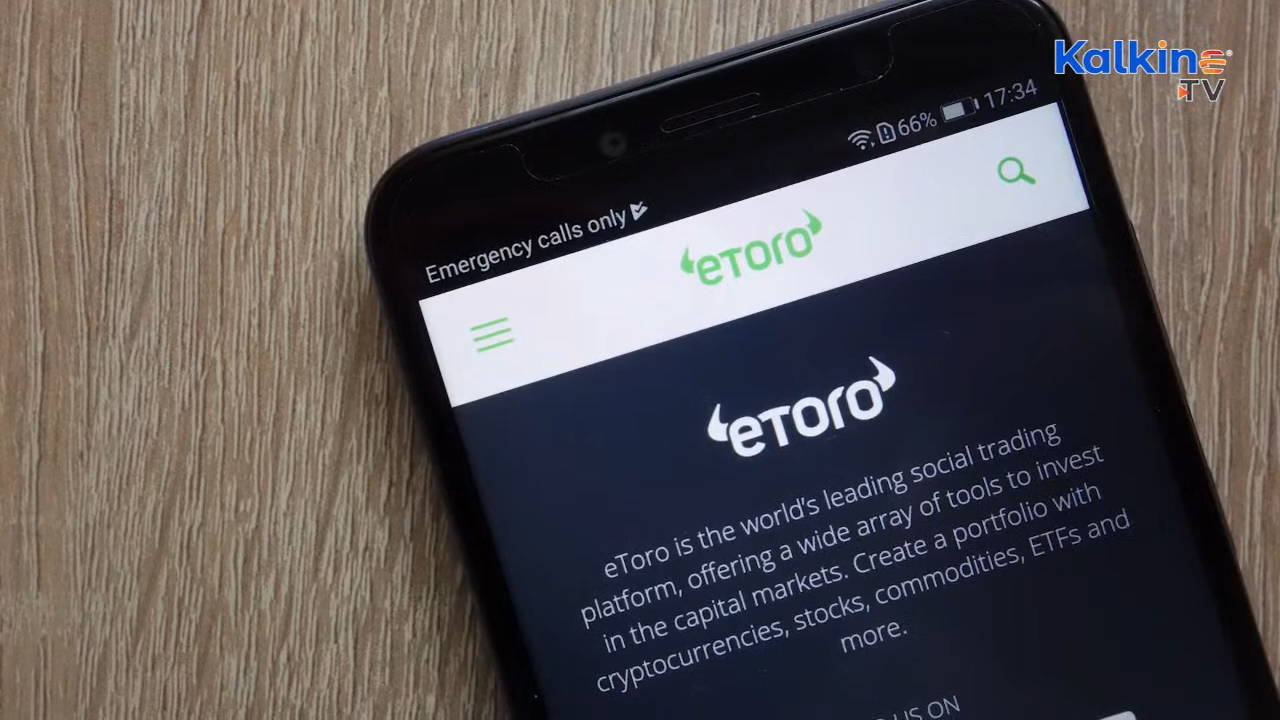 Kalkine
TV
66% 17:34
Emergency calls only
eToro
eToro
eToro is the world's leading social trading
platform, offering a wide array of tools to invest
in the capital markets. Create a portfolio with
cryptocurrencies, stocks, commodities, ETFs and
more.
US ON